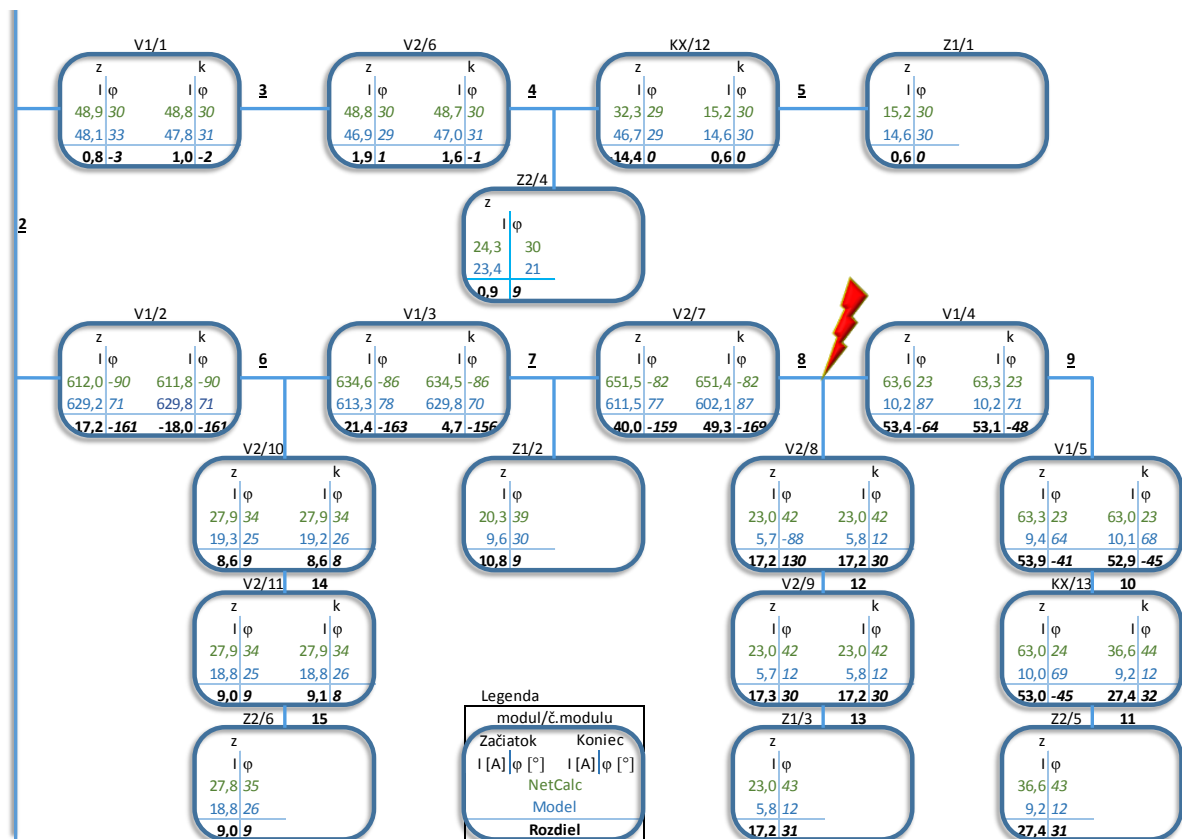 V1/1
z k
I φ I φ
48,9 30 48,8 30
48,1 33 47,8 31
0,8 -3 1,0 -2
3
V2/6
z k
I φ I φ
48,8 30 48,7 30
46,9 29 47,0 31
1,9 1 1,6 -1
4
KX/12
z k
I φ I φ
32,3 29 15,2 30
46,7 29 14,6 30
-14,4 0 0,6 0
5
Z1/1
z
I φ
15,2 30
14,6 30
0,6 0
Z2/4
z
I φ
24,3 30
23,4 21
0,9 9
2
V1/2
z k
I φ I φ
612,0 -90 611,8 -90
629,2 71 629,8 71
17,2 -161 -18,0 -161
6
V1/3
z k
I φ I φ
634,6 -86 634,5 -86
613,3 78 629,8 70
21,4 -163 4,7 -156
7
V2/7
z k
I φ I φ
651,5 -82 651,4 -82
611,5 77 602,1 87
40,0 -159 49,3 -169
8
V1/4
z k
I φ I φ
63,6 23 63,3 23
10,2 87 10,2 71
53,4 -64 53,1 -48
9
V2/10
z k
I φ I φ
27,9 34 27,9 34
19,3 25 19,2 26
8,6 9 8,6 8
Z1/2
z
I φ
20,3 39
9,6 30
10,8 9
V2/8
z k
I φ I φ
23,0 42 23,0 42
5,7 -88 5,8 12
17,2 130 17,2 30
V1/5
z k
I φ I φ
63,3 23 63,0 23
9,4 64 10,1 68
53,9 -41 52,9 -45
V2/11 14
z k
I φ I φ
27,9 34 27,9 34
18,8 25 18,8 26
9,0 9 9,1 8
V2/9 12
z k
I φ I φ
23,0 42 23,0 42
5,7 12 5,8 12
17,3 30 17,2 30
KX/13 10
z k
I φ I φ
63,0 24 36,6 44
10,0 69 9,2 12
53,0 -45 27,4 32
Z2/6 15
z
I φ
27,8 35
18,8 26
9,0 9
Legenda
modul/č.modulu
Začiatok Koniec
I [A] φ [°] I [A] φ [°]
NetCalc
Model
Rozdiel
Z1/3 13
z
I φ
23,0 43
5,8 12
17,2 31
Z2/5 11
z
I φ
36,6 43
9,2 12
27,4 31